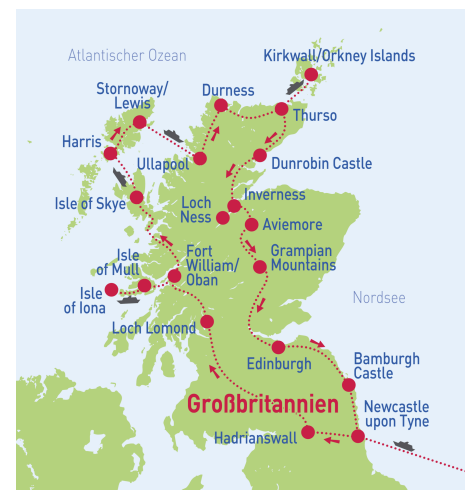 Kirkwall/Orkney Islands
Atlantischer Ozean
Stornoway/
Lewis
Durness
Thurso
Harris
Ullapool
Dunrobin Castle
Isle of Skye
Loch
Ness
Inverness
Aviemore
Isle
of Mull
Fort
William/
Oban
Grampian
Mountains
Isle
of Iona
Nordsee
Loch Lomond
Edinburgh
Bamburgh
Castle
Großbritannien
Newcastle
upon Tyne
Hadrianswall